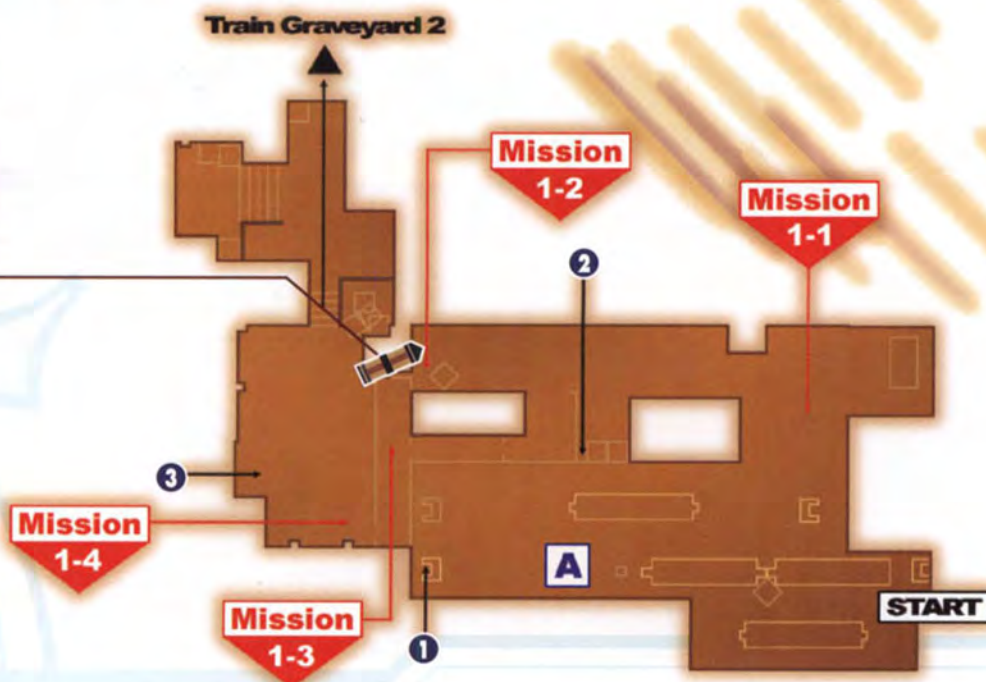 Train Graveyard 2
Mission
1-2
Mission
1-1
2
3
Mission
1-4
A
START
Mission
1-3
1